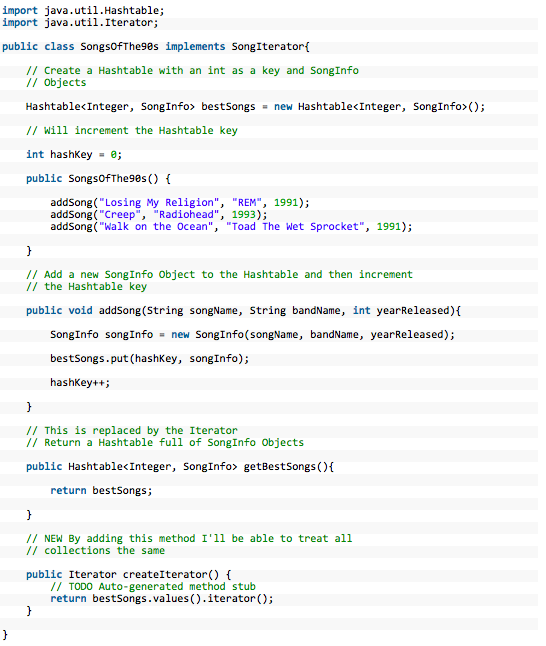 import java.util.Hashtable;
import java.util.Iterator;
public class SongsOfThe90s implements SongIterator{
// Create a Hashtable with an int as a key and SongInfo
// Objects
Hashtable<Integer, SongInfo> bestSongs = new Hashtable<Integer, SongInfo>();
// Will increment the Hashtable key
int hashKey = 0;
public SongsOfThe90s() {
addSong("Losing My Religion", "REM", 1991);
addSong("Creep", "Radiohead", 1993);
addSong("Walk on the Ocean", "Toad The Wet Sprocket", 1991);
}
// Add a new SongInfo Object to the Hashtable and then increment
// the Hashtable key
public void addSong(String songName, String bandName, int yearReleased){
SongInfo songInfo = new SongInfo(songName, bandName, yearReleased);
bestSongs.put(hashKey, songInfo);
hashKey++;
}
// This is replaced by the Iterator
// Return a Hashtable full of SongInfo Objects
public Hashtable<Integer, SongInfo> getBestSongs(){
return bestSongs;
}
// NEW By adding this method I'll be able to treat all
// collections the same
public Iterator createIterator() {
// TODO Auto-generated method stub
return bestSongs.values().iterator();
}
}